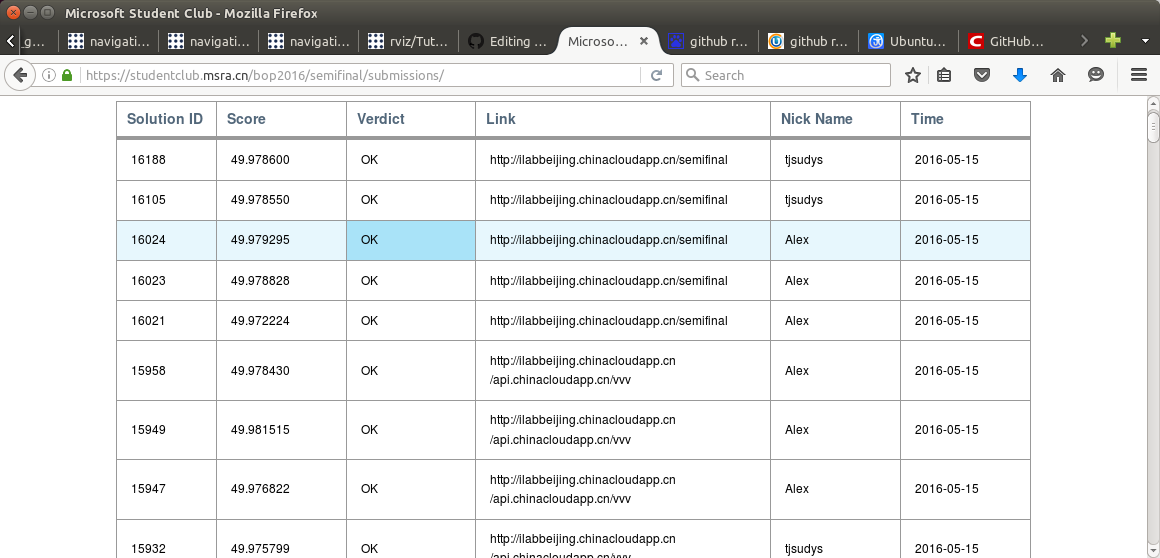 Microsoft Student Club - Mozilla Firefox
_g... navigati... navigati... navigati... rviz/Tut... Editing ... Microso... github r... github r... Ubuntu... GitHub...
https://studentclub.msra.cn/bop2016/semifinal/submissions/ Search
Solution ID Score Verdict Link Nick Name Time
16188 49.978600 OK http://ilabbeijing.chinacloudapp.cn/semifinal tjsudys 2016-05-15
16105 49.978550 OK http://ilabbeijing.chinacloudapp.cn/semifinal tjsudys 2016-05-15
16024 49.979295 OK http://ilabbeijing.chinacloudapp.cn/semifinal Alex 2016-05-15
16023 49.978828 OK http://ilabbeijing.chinacloudapp.cn/semifinal Alex 2016-05-15
16021 49.972224 OK http://ilabbeijing.chinacloudapp.cn/semifinal Alex 2016-05-15
15958 49.978430 OK http://ilabbeijing.chinacloudapp.cn Alex 2016-05-15
/api.chinacloudapp.cn/vvv
15949 49.981515 OK http://ilabbeijing.chinacloudapp.cn Alex 2016-05-15
/api.chinacloudapp.cn/vvv
15947 49.976822 OK http://ilabbeijing.chinacloudapp.cn Alex 2016-05-15
/api.chinacloudapp.cn/vvv
15932 49.975799 OK http://ilabbeijing.chinacloudapp.cn tjsudys 2016-05-15
/api.chinacloudapp.cn/vvv